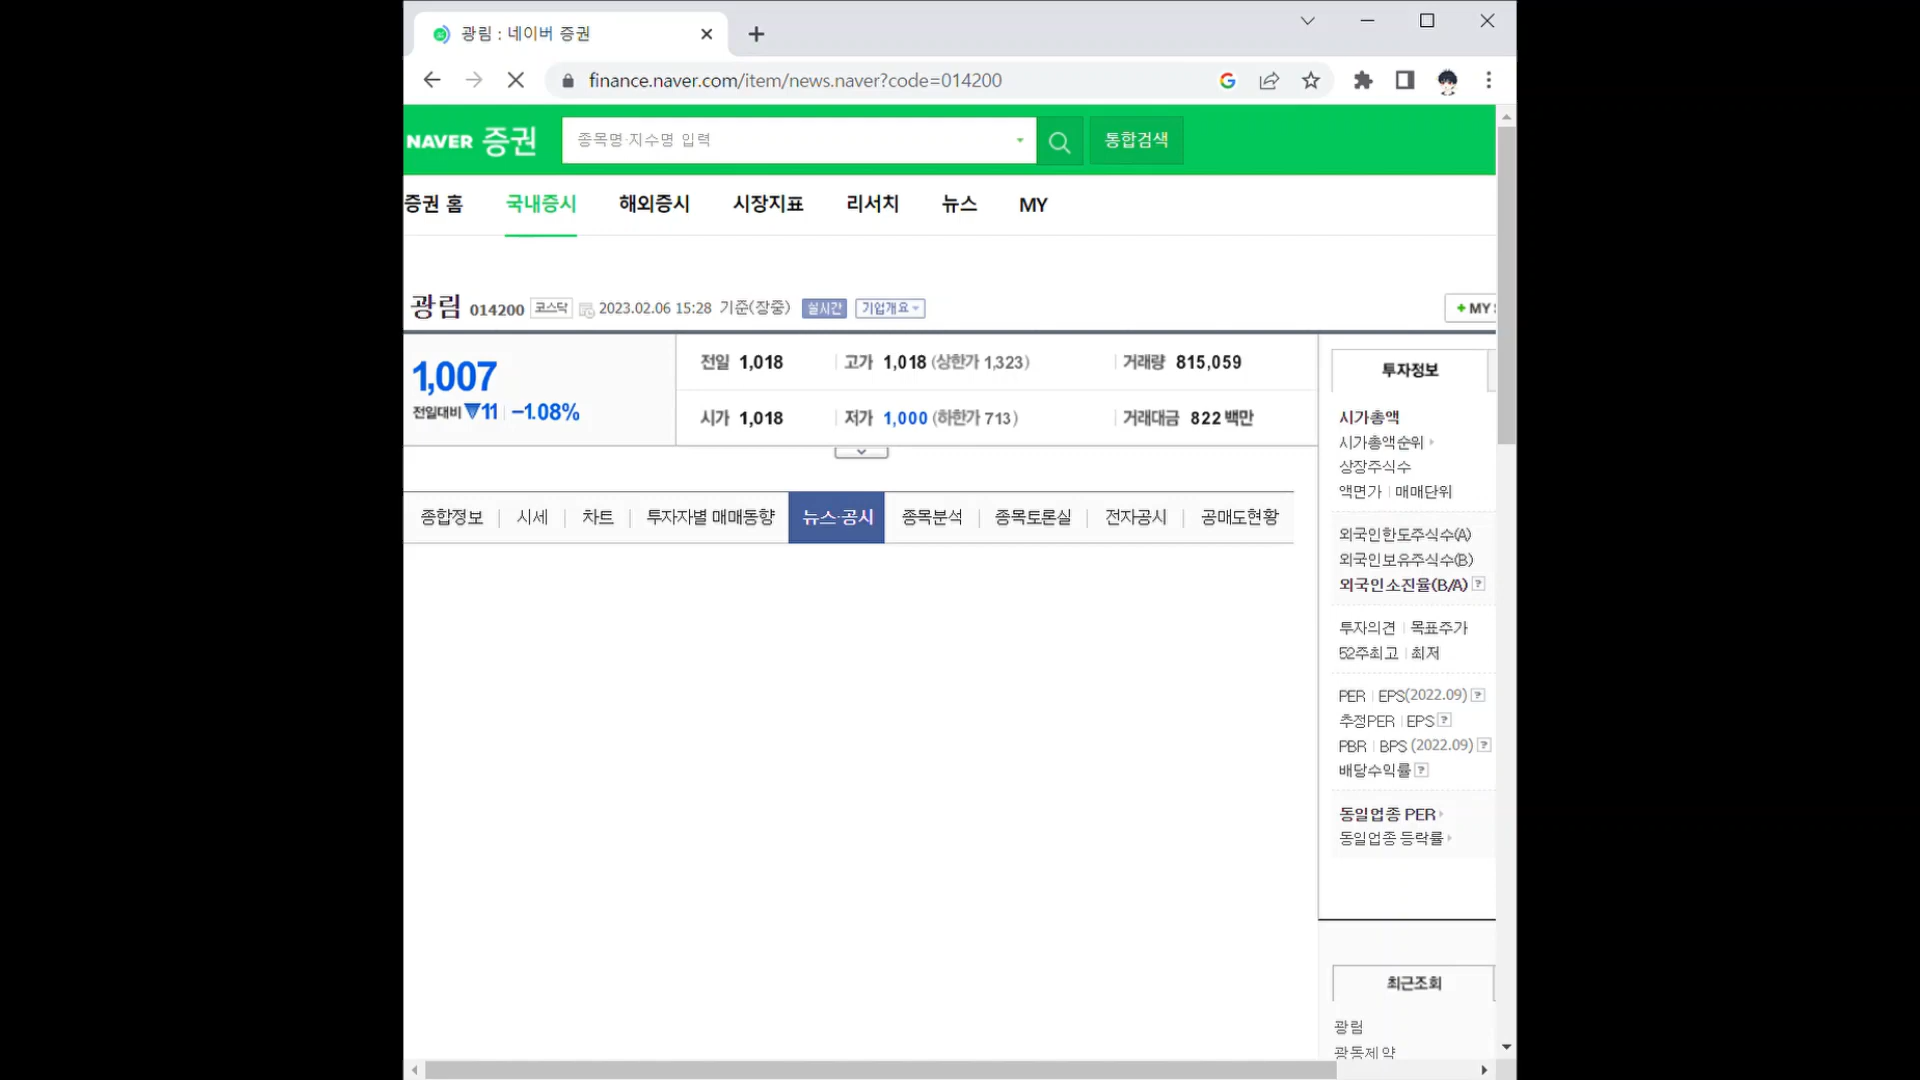 광림 : 네이버 증권
finance.naver.com/item/news.naver?code=014200
NAVER 증권
종목명·지수명 입력
통합검색
증권 홈 국내증시 해외증시 시장지표 리서치 뉴스 MY
광림 014200 코스닥 2023.02.06 15:28 기준(장중) 실시간 기업개요
+ MY
1,007
전일대비 ▼11 -1.08%
전일 1,018 고가 1,018 (상한가 1,323) 거래량 815,059
시가 1,018 저가 1,000 (하한가 713) 거래대금 822 백만
종합정보 시세 차트 투자자별 매매동향 뉴스·공시 종목분석 종목토론실 전자공시 공매도현황
투자정보
시가총액
시가총액순위
상장주식수
액면가 매매단위
외국인한도주식수(A)
외국인보유주식수(B)
외국인소진율(B/A) ?
투자의견 목표주가
52주최고 최저
PER EPS(2022.09) ?
추정PER EPS ?
PBR BPS (2022.09) ?
배당수익률 ?
동일업종 PER
동일업종 등락률
최근조회
광림
광동제약